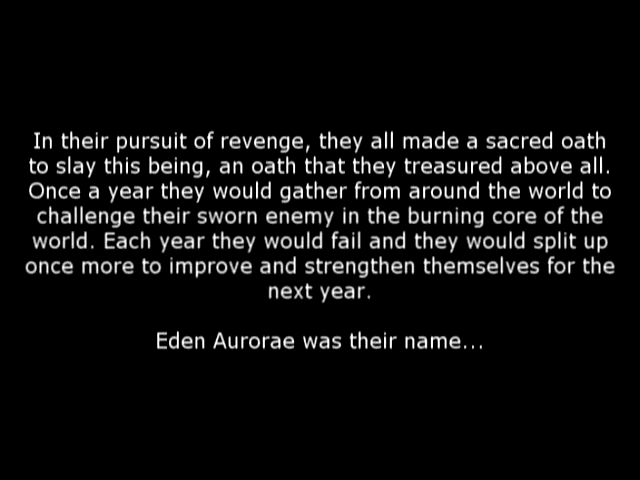 In their pursuit of revenge, they all made a sacred oath
to slay this being, an oath that they treasured above all.
Once a year they would gather from around the world to
challenge their sworn enemy in the burning core of the
world. Each year they would fail and they would split up
once more to improve and strengthen themselves for the
next year.
Eden Aurorae was their name...